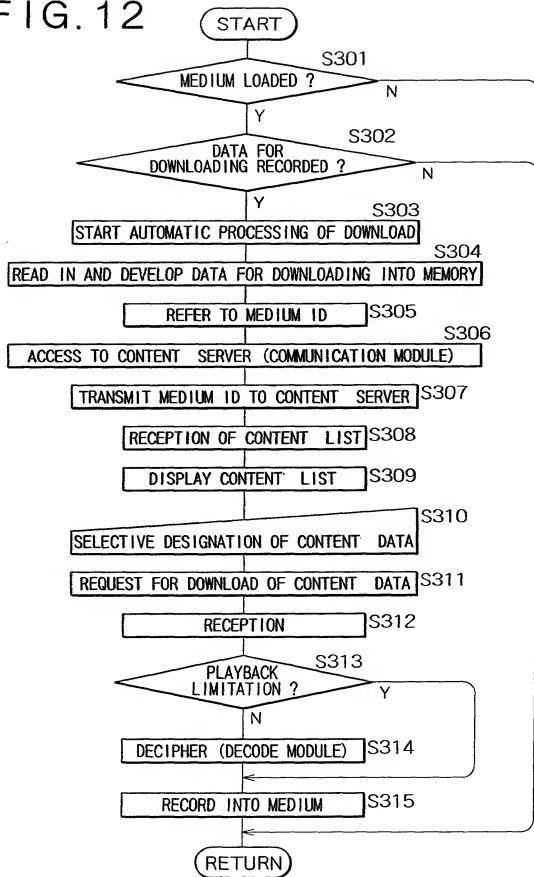 FIG. 12
START
S301
MEDIUM LOADED ?
N
Y
S302
DATA FOR
DOWNLOADING RECORDED ?
N
Y
S303
START AUTOMATIC PROCESSING OF DOWNLOAD
S304
READ IN AND DEVELOP DATA FOR DOWNLOADING INTO MEMORY
REFER TO MEDIUM ID S305
S306
ACCESS TO CONTENT SERVER (COMMUNICATION MODULE)
TRANSMIT MEDIUM ID TO CONTENT SERVER S307
RECEPTION OF CONTENT LIST S308
DISPLAY CONTENT LIST S309
S310
SELECTIVE DESIGNATION OF CONTENT DATA
REQUEST FOR DOWNLOAD OF CONTENT DATA S311
RECEPTION S312
S313
PLAYBACK
LIMITATION ?
Y
N
DECIPHER (DECODE MODULE) S314
RECORD INTO MEDIUM S315
RETURN